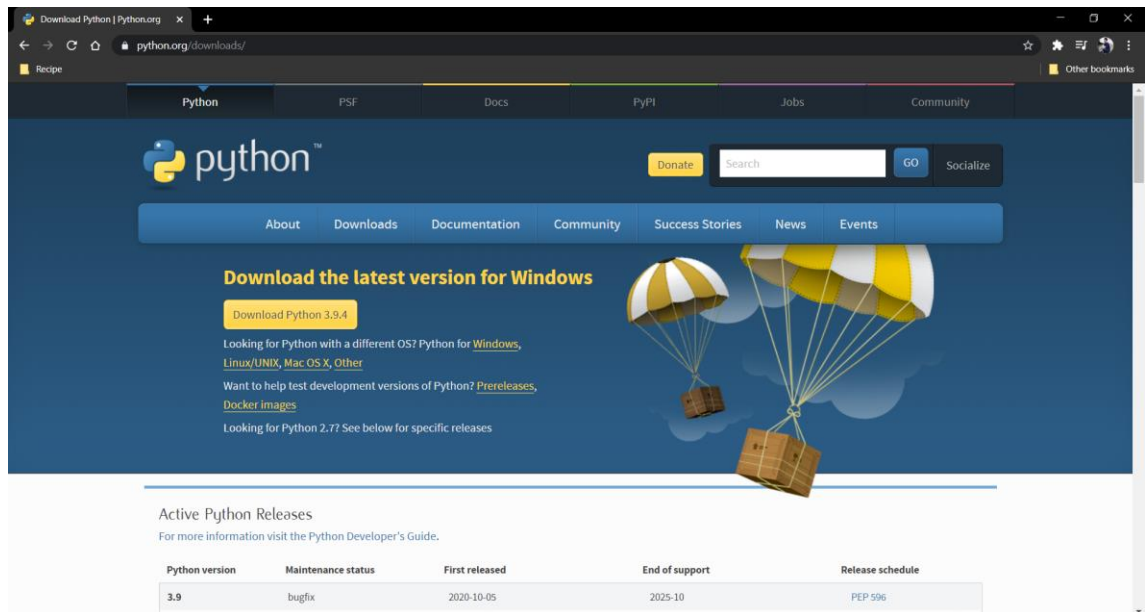 Download Python | Python.org
python.org/downloads/
Recipe
Other bookmarks
Python PSF Docs PyPI Jobs Community
python™
Donate Search GO Socialize
About Downloads Documentation Community Success Stories News Events
Download the latest version for Windows
Download Python 3.9.4
Looking for Python with a different OS? Python for Windows,
Linux/UNIX, Mac OS X, Other
Want to help test development versions of Python? Prereleases,
Docker images
Looking for Python 2.7? See below for specific releases
Active Python Releases
For more information visit the Python Developer's Guide.
Python version Maintenance status First released End of support Release schedule
3.9 bugfix 2020-10-05 2025-10 PEP 596